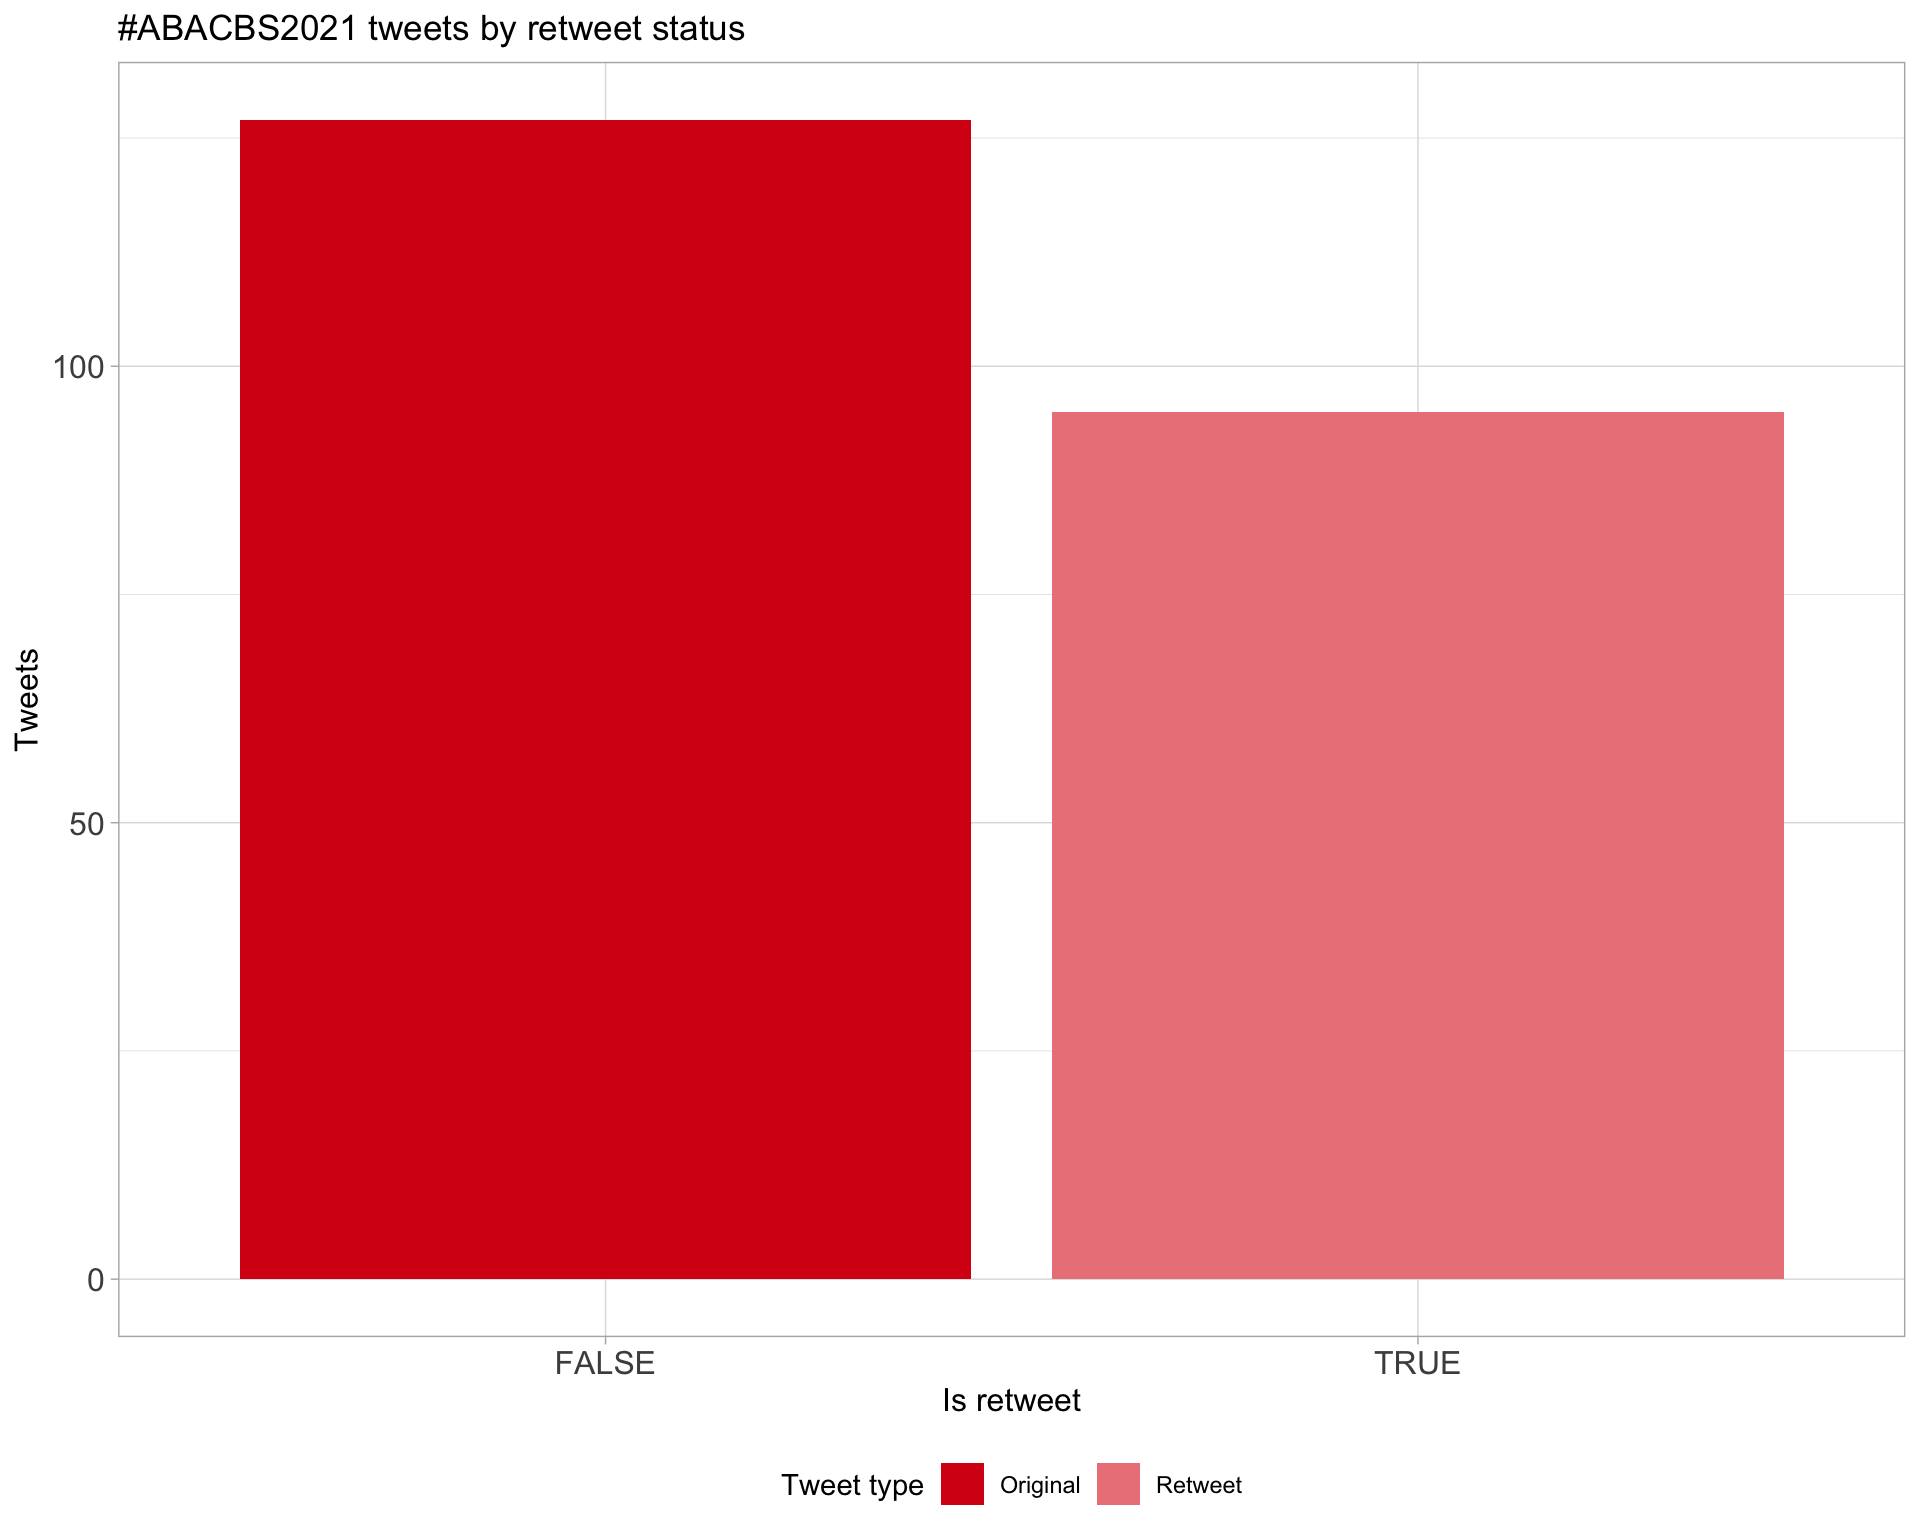 #ABACBS2021 tweets by retweet status
Tweets
100
50
0
FALSE TRUE
Is retweet
Tweet type Original Retweet